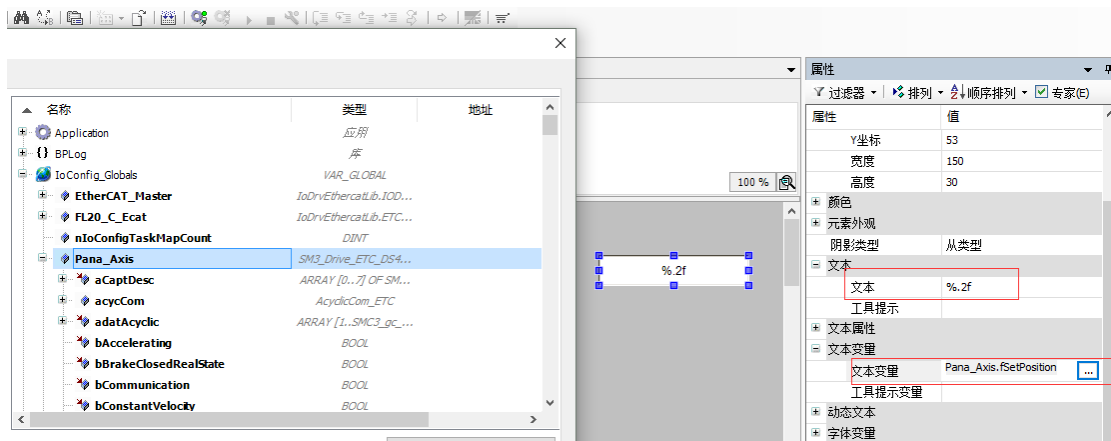 名称 类型 地址
Application 应用
{} BPLog 库
IoConfig_Globals VAR_GLOBAL
EtherCAT_Master IoDrvEthercatLib.IOD...
FL20_C_Ecat IoDrvEthercatLib.ETC...
nIoConfigTaskMapCount DINT
Pana_Axis SM3_Drive_ETC_DS4...
aCaptDesc ARRAY [0..7] OF SM...
acycCom AcyclicCom_ETC
adatAcyclic ARRAY [1..SMC3_gc_...
bAccelerating BOOL
bBrakeClosedRealState BOOL
bCommunication BOOL
bConstantVelocity BOOL
100 %
%.2f
属性
过滤器 排列 顺序排列 专家(E)
属性 值
Y坐标 53
宽度 150
高度 30
颜色
元素外观
阴影类型 从类型
文本
文本 %.2f
工具提示
文本属性
文本变量
文本变量 Pana_Axis.fSetPosition ...
工具提示变量
动态文本
字体变量